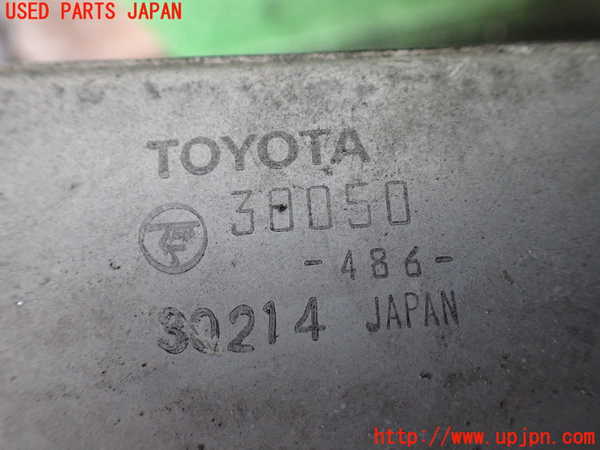 USED PARTS JAPAN
TOYOTA
38050
-486-
30214 JAPAN
http://www.upjpn.com/